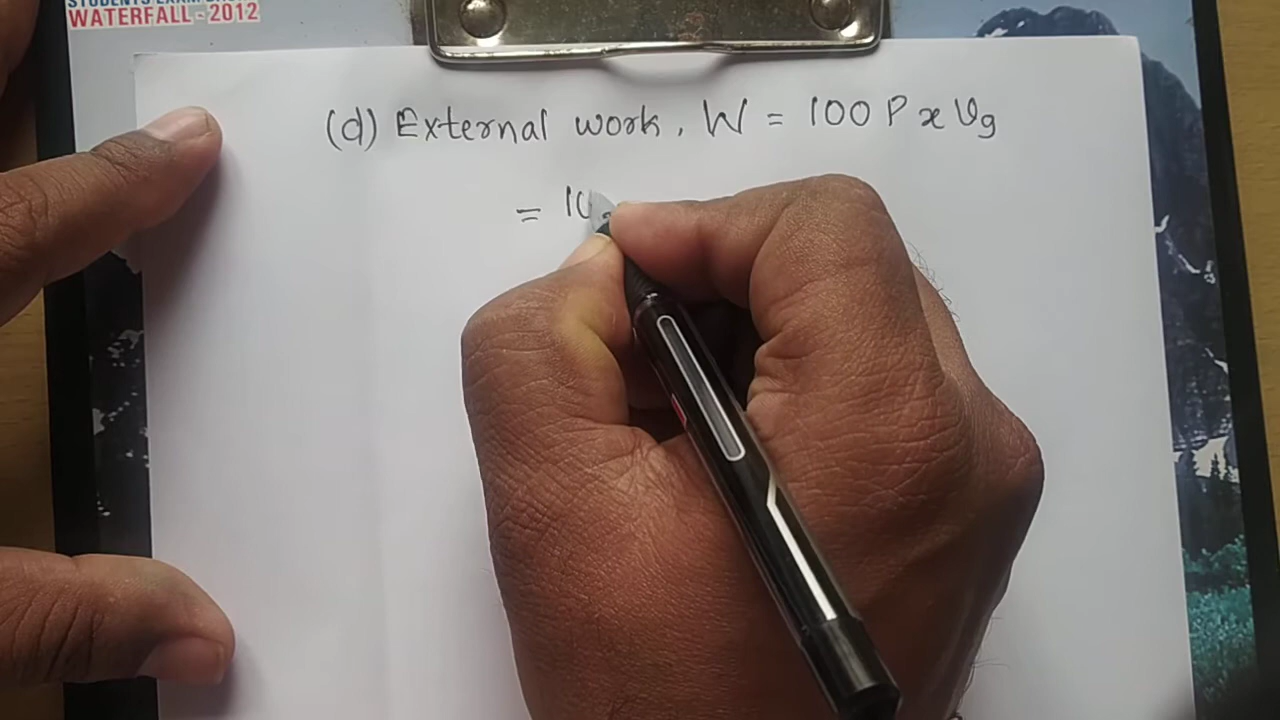 WATERFALL - 2012
(d) External work, W = 100 P x Vg
= 10